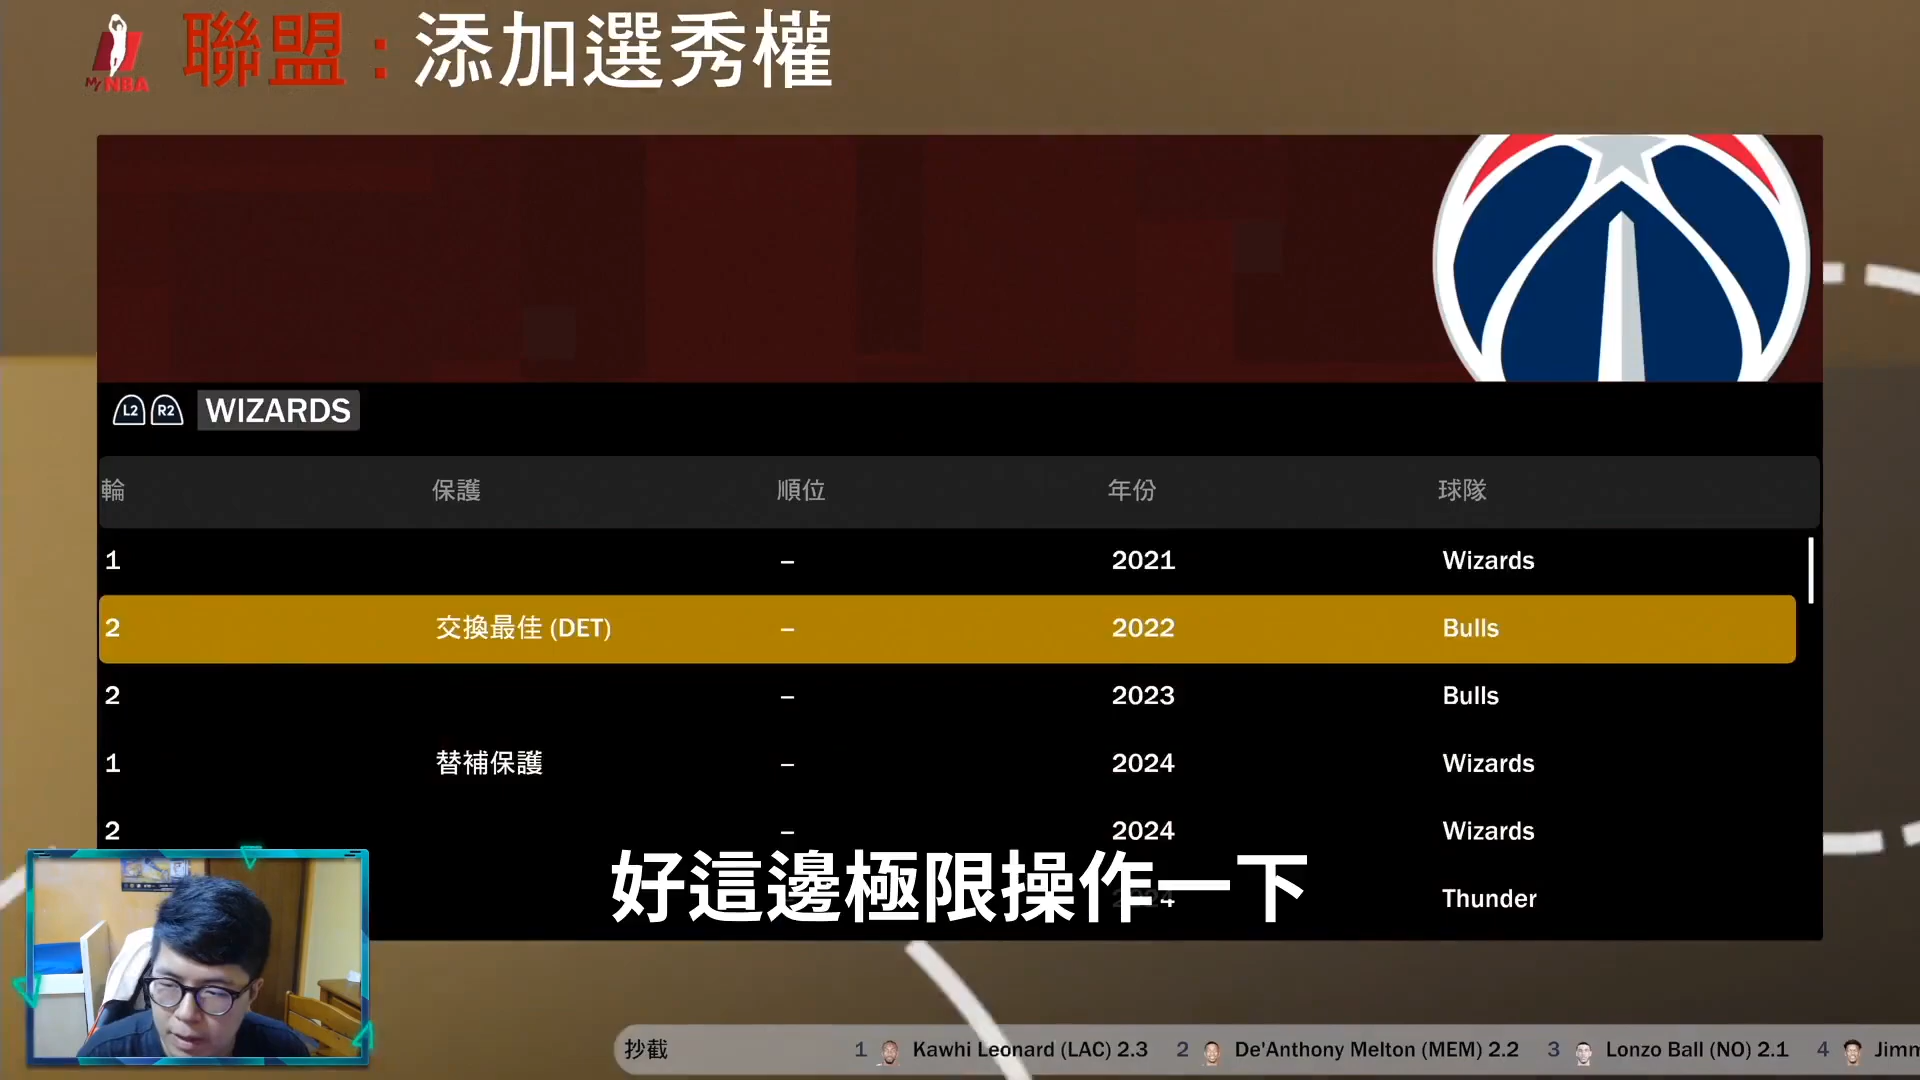 My NBA
聯盟 : 添加選秀權
L2 R2 WIZARDS
輪 保護 順位 年份 球隊
1 – 2021 Wizards
2 交換最佳 (DET) – 2022 Bulls
2 – 2023 Bulls
1 替補保護 – 2024 Wizards
2 – 2024 Wizards
Thunder
好這邊極限操作一下
抄截 1 Kawhi Leonard (LAC) 2.3 2 De'Anthony Melton (MEM) 2.2 3 Lonzo Ball (NO) 2.1 4